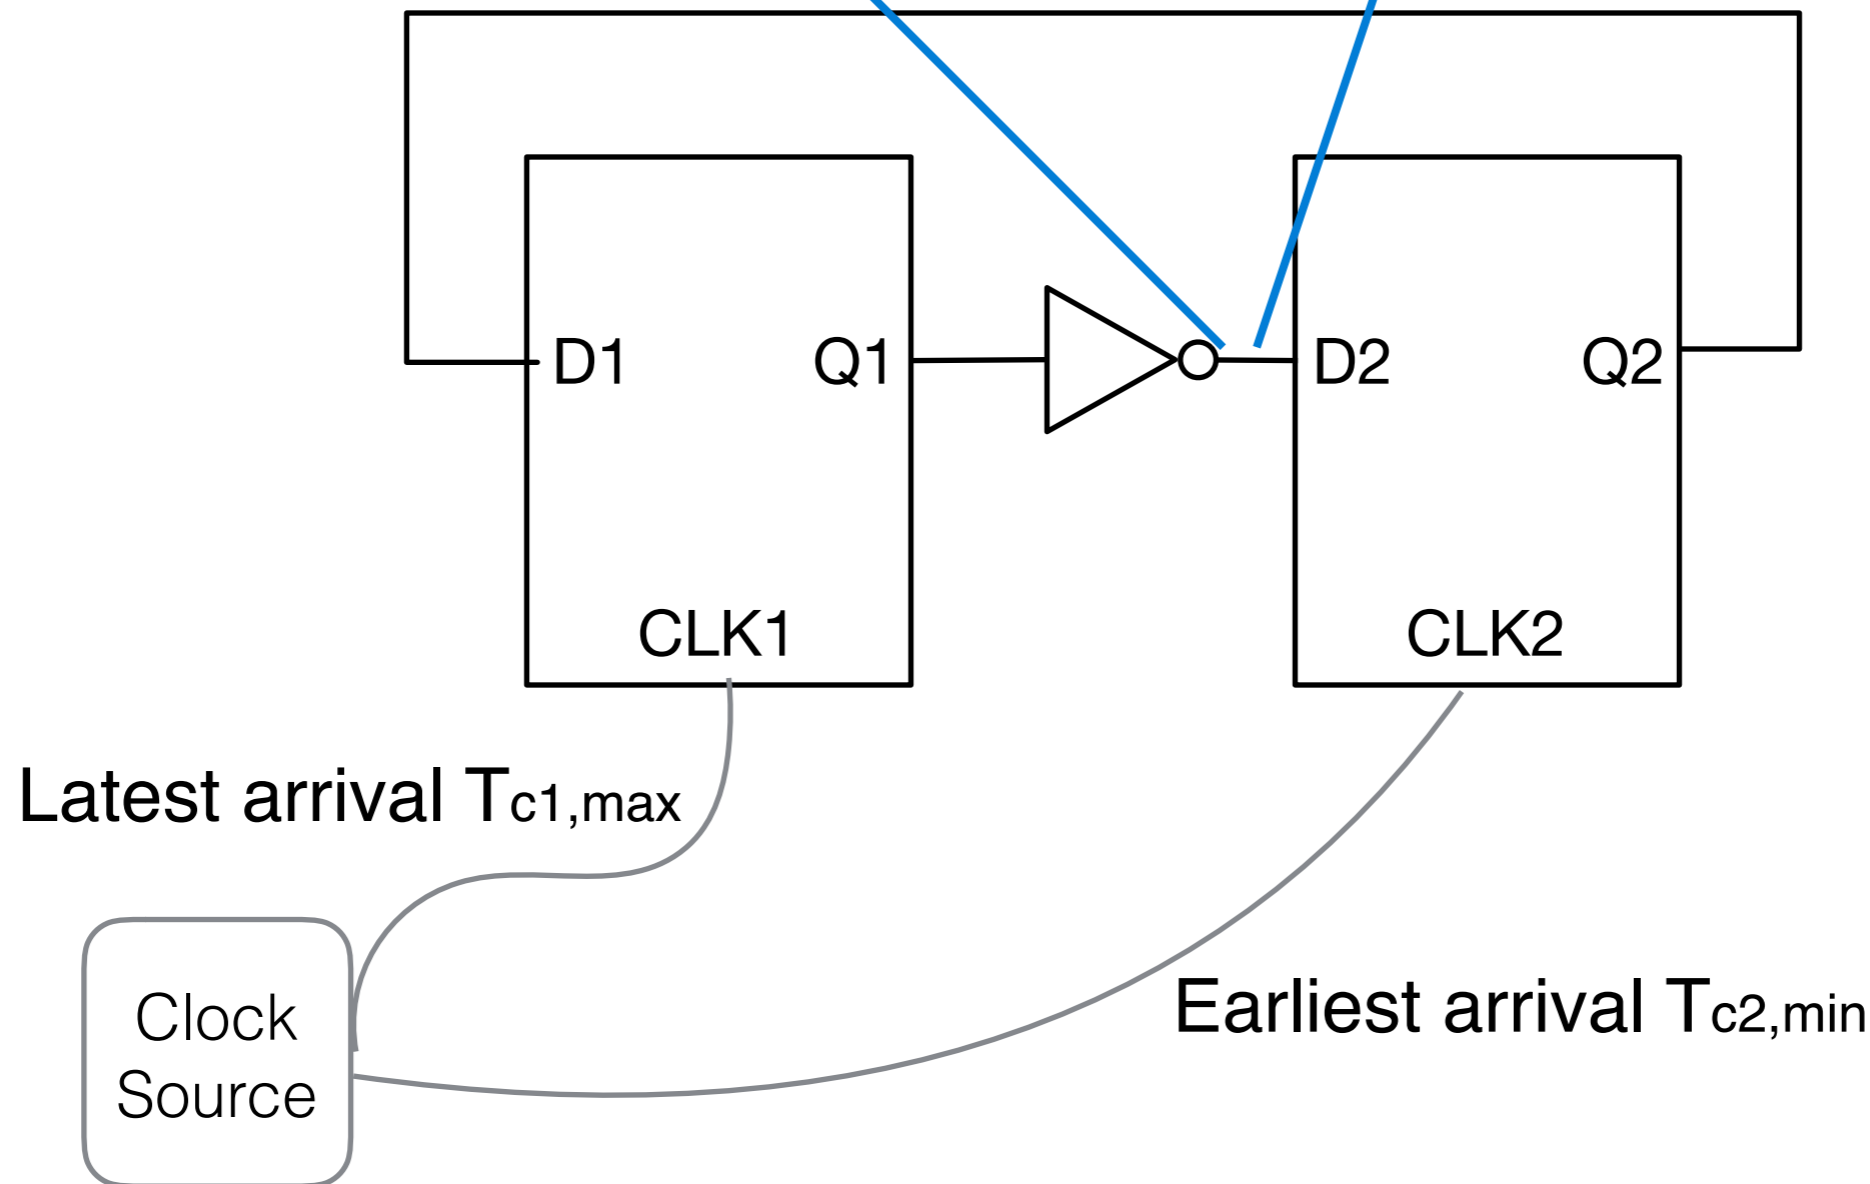 D1
Q1
D2
Q2
CLK1
CLK2
Latest arrival Tc1,max
Earliest arrival Tc2,min
Clock
Source